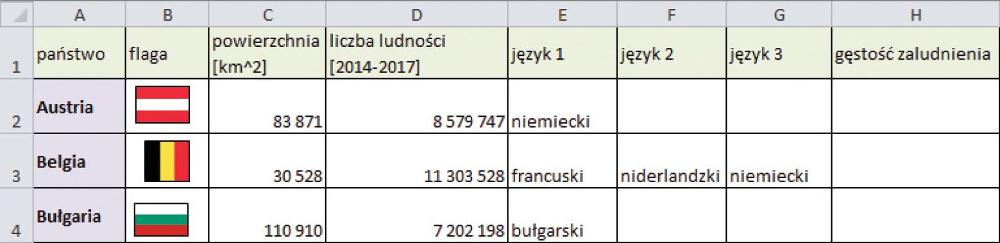 A B C D E F G H
1 państwo flaga powierzchnia [km^2] liczba ludności [2014-2017] język 1 język 2 język 3 gęstość zaludnienia
2 Austria 83 871 8 579 747 niemiecki
3 Belgia 30 528 11 303 528 francuski niderlandzki niemiecki
4 Bułgaria 110 910 7 202 198 bułgarski